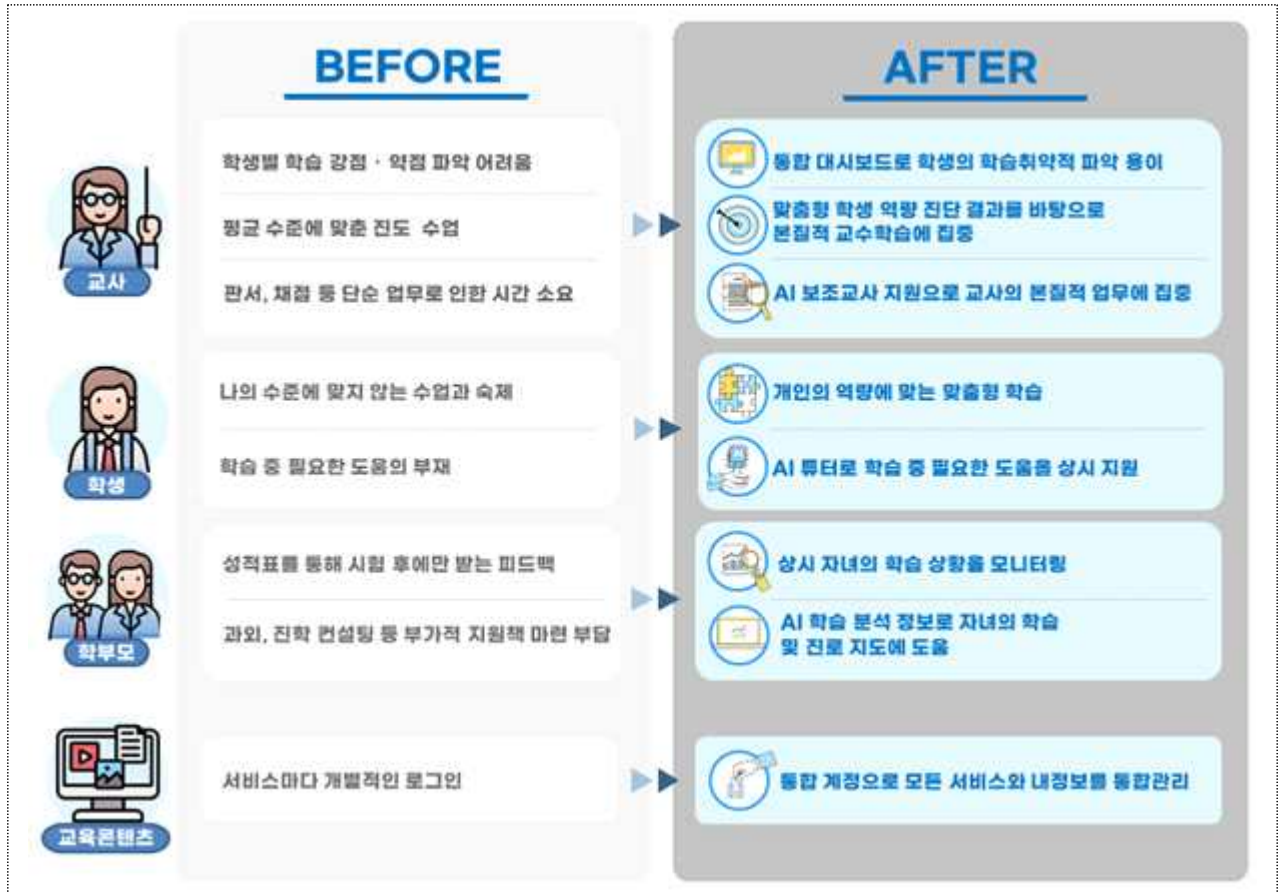 BEFORE
AFTER
교사
학생별 학습 강점 · 약점 파악 어려움
평균 수준에 맞춘 진도 수업
판서, 채점 등 단순 업무로 인한 시간 소요
통합 대시보드로 학생의 학습취약적 파악 용이
맞춤형 학생 역량 진단 결과를 바탕으로
본질적 교수학습에 집중
AI 보조교사 지원으로 교사의 본질적 업무에 집중
학생
나의 수준에 맞지 않는 수업과 숙제
학습 중 필요한 도움의 부재
개인의 역량에 맞는 맞춤형 학습
AI 튜터로 학습 중 필요한 도움을 상시 지원
학부모
성적표를 통해 시험 후에만 받는 피드백
과외, 진학 컨설팅 등 부가적 지원책 마련 부담
상시 자녀의 학습 상황을 모니터링
AI 학습 분석 정보로 자녀의 학습
및 진로 지도에 도움
교육콘텐츠
서비스마다 개별적인 로그인
통합 계정으로 모든 서비스와 내정보를 통합관리